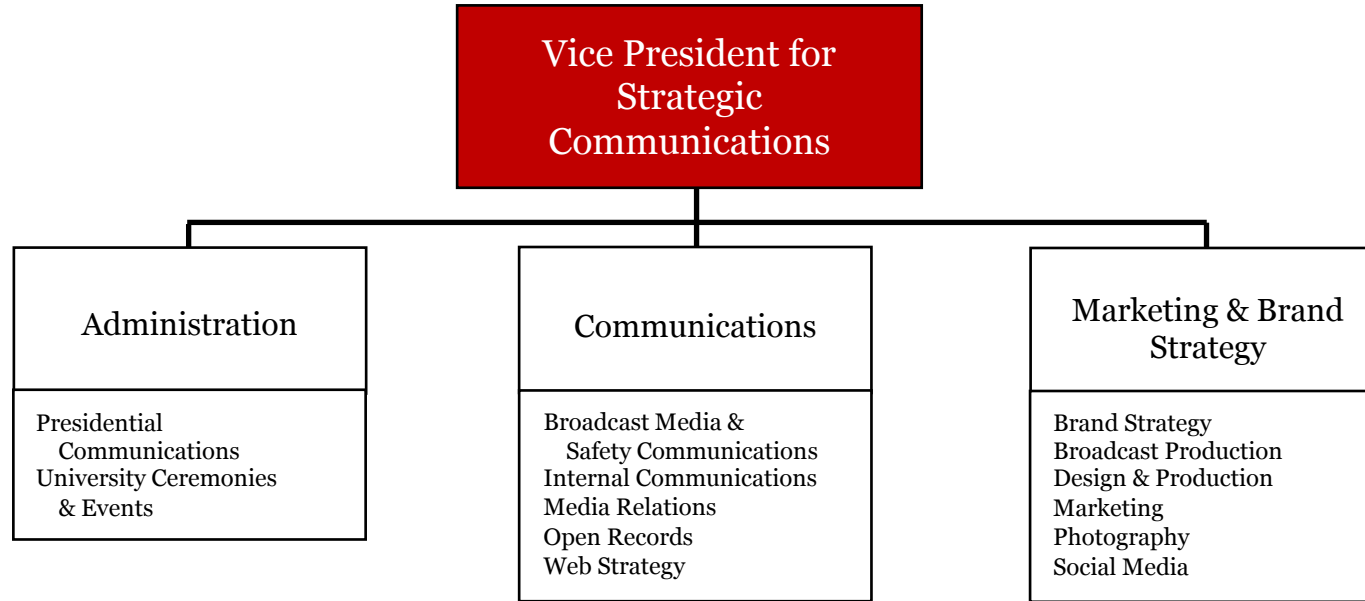 Vice President for
Strategic
Communications
Administration
Presidential
Communications
University Ceremonies
& Events
Communications
Broadcast Media &
Safety Communications
Internal Communications
Media Relations
Open Records
Web Strategy
Marketing & Brand
Strategy
Brand Strategy
Broadcast Production
Design & Production
Marketing
Photography
Social Media